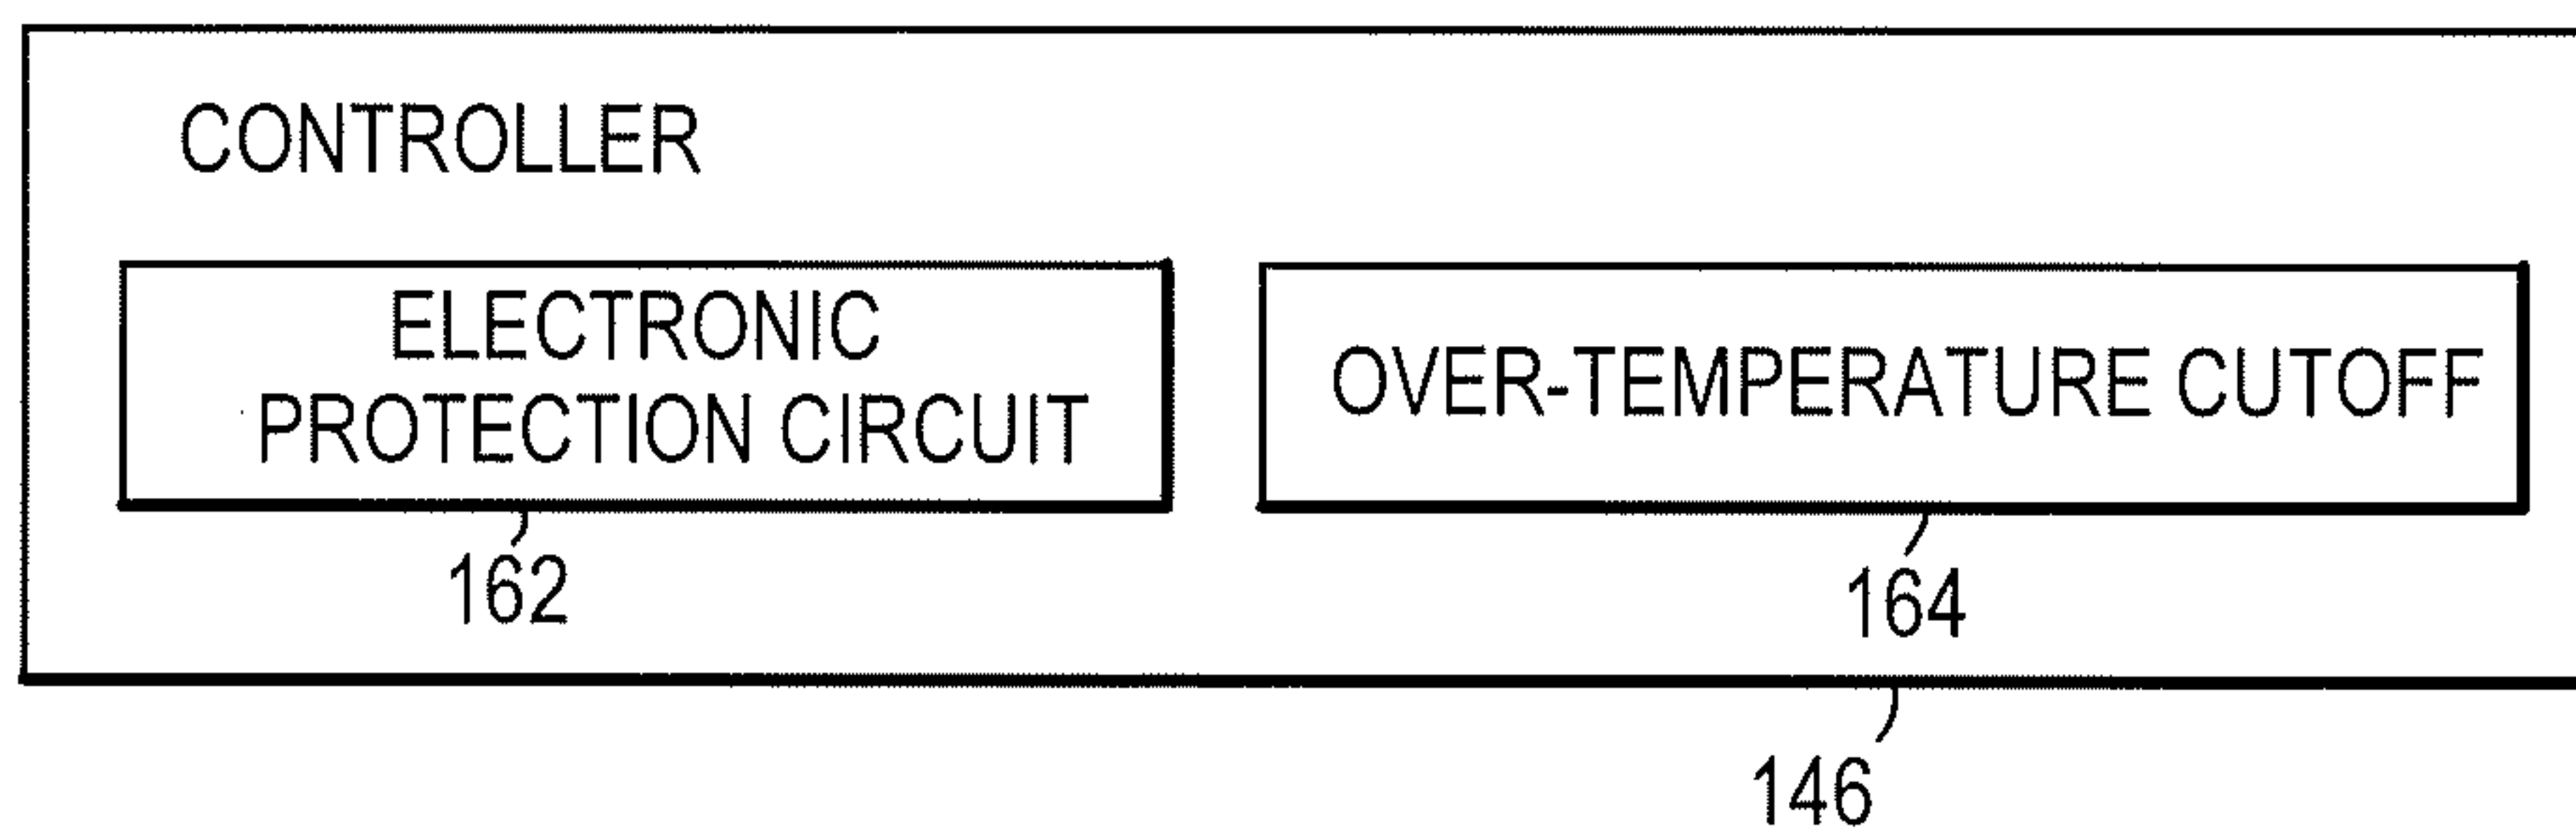 CONTROLLER
ELECTRONIC
PROTECTION CIRCUIT
OVER-TEMPERATURE CUTOFF
162
164
146